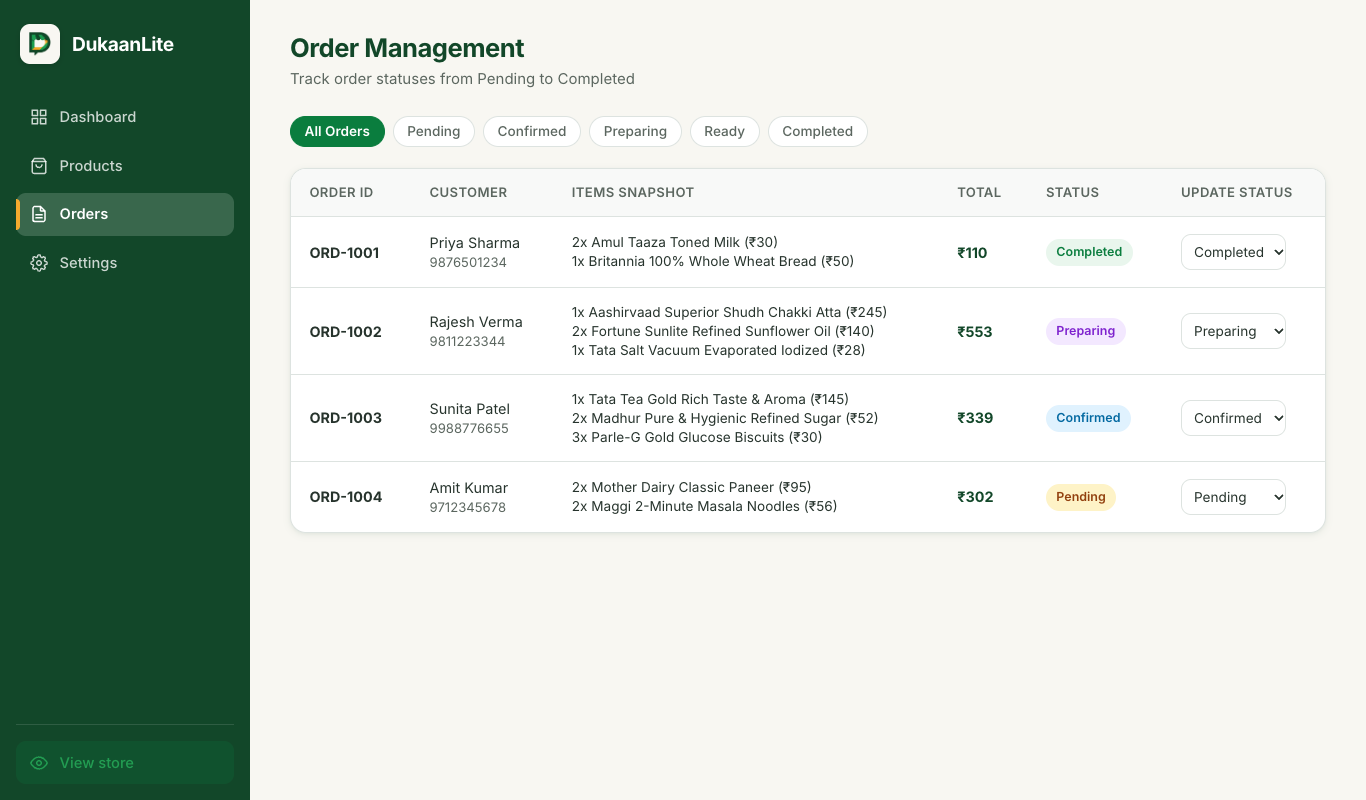 DukaanLite
Dashboard
Products
Orders
Settings
View store
Order Management
Track order statuses from Pending to Completed
All Orders Pending Confirmed Preparing Ready Completed
ORDER ID CUSTOMER ITEMS SNAPSHOT TOTAL STATUS UPDATE STATUS
ORD-1001 Priya Sharma 9876501234 2x Amul Taaza Toned Milk (₹30) ₹110 Completed Completed
1x Britannia 100% Whole Wheat Bread (₹50)
ORD-1002 Rajesh Verma 9811223344 1x Aashirvaad Superior Shudh Chakki Atta (₹245) ₹553 Preparing Preparing
2x Fortune Sunlite Refined Sunflower Oil (₹140)
1x Tata Salt Vacuum Evaporated Iodized (₹28)
ORD-1003 Sunita Patel 9988776655 1x Tata Tea Gold Rich Taste & Aroma (₹145) ₹339 Confirmed Confirmed
2x Madhur Pure & Hygienic Refined Sugar (₹52)
3x Parle-G Gold Glucose Biscuits (₹30)
ORD-1004 Amit Kumar 9712345678 2x Mother Dairy Classic Paneer (₹95) ₹302 Pending Pending
2x Maggi 2-Minute Masala Noodles (₹56)